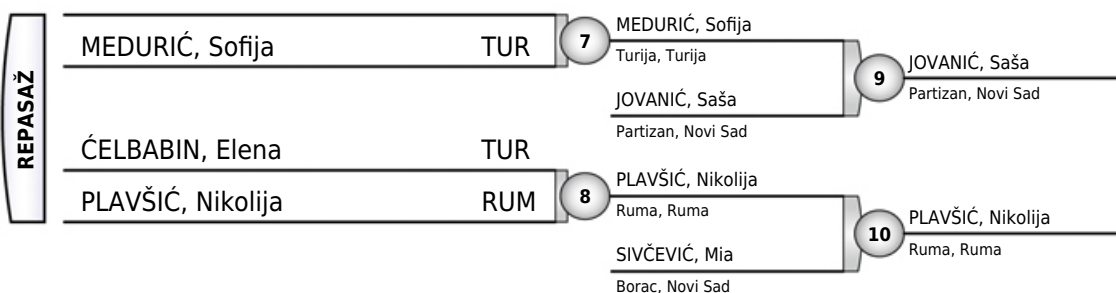 REPASAŽ
MEDURIĆ, Sofija TUR
ĆELBABIN, Elena TUR
PLAVŠIĆ, Nikolija RUM
7
MEDURIĆ, Sofija
Turija, Turija
JOVANIĆ, Saša
Partizan, Novi Sad
8
PLAVŠIĆ, Nikolija
Ruma, Ruma
SIVČEVIĆ, Mia
Borac, Novi Sad
9
JOVANIĆ, Saša
Partizan, Novi Sad
10
PLAVŠIĆ, Nikolija
Ruma, Ruma